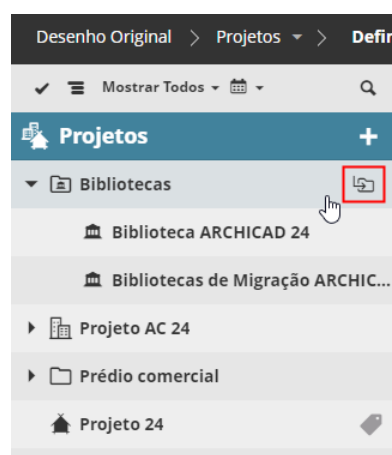 Desenho Original > Projetos > Defin
Mostrar Todos
Projetos
Bibliotecas
Biblioteca ARCHICAD 24
Bibliotecas de Migração ARCHIC...
Projeto AC 24
Prédio comercial
Projeto 24